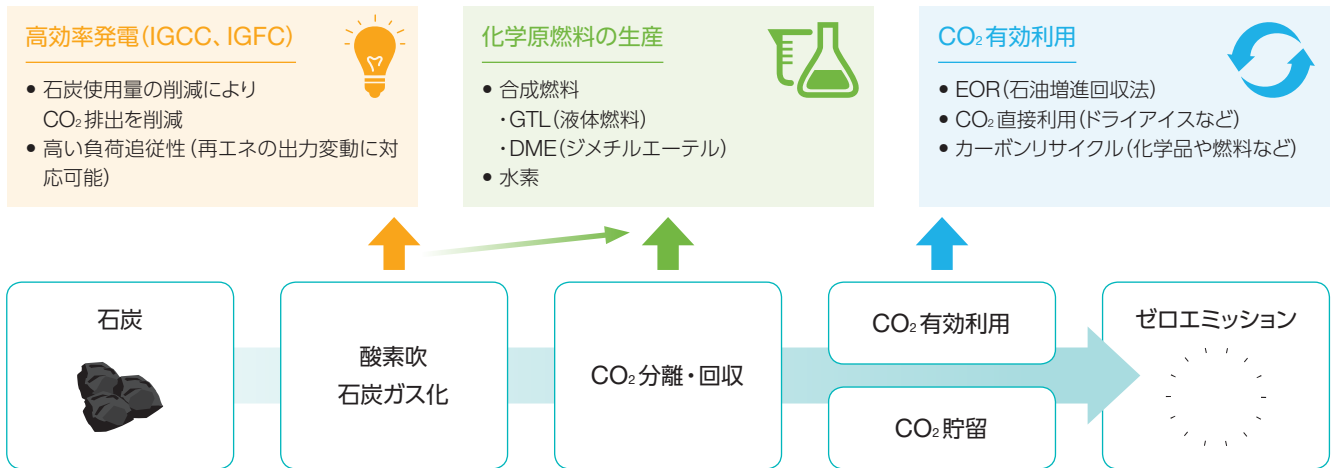 高効率発電(IGCC、IGFC)
• 石炭使用量の削減により
CO₂排出を削減
• 高い負荷追従性(再エネの出力変動に対
応可能)
化学原燃料の生産
• 合成燃料
・GTL(液体燃料)
・DME(ジメチルエーテル)
• 水素
CO₂有効利用
• EOR(石油増進回収法)
• CO₂直接利用(ドライアイスなど)
• カーボンリサイクル(化学品や燃料など)
石炭
酸素吹
石炭ガス化
CO₂分離・回収
CO₂有効利用
CO₂貯留
ゼロエミッション